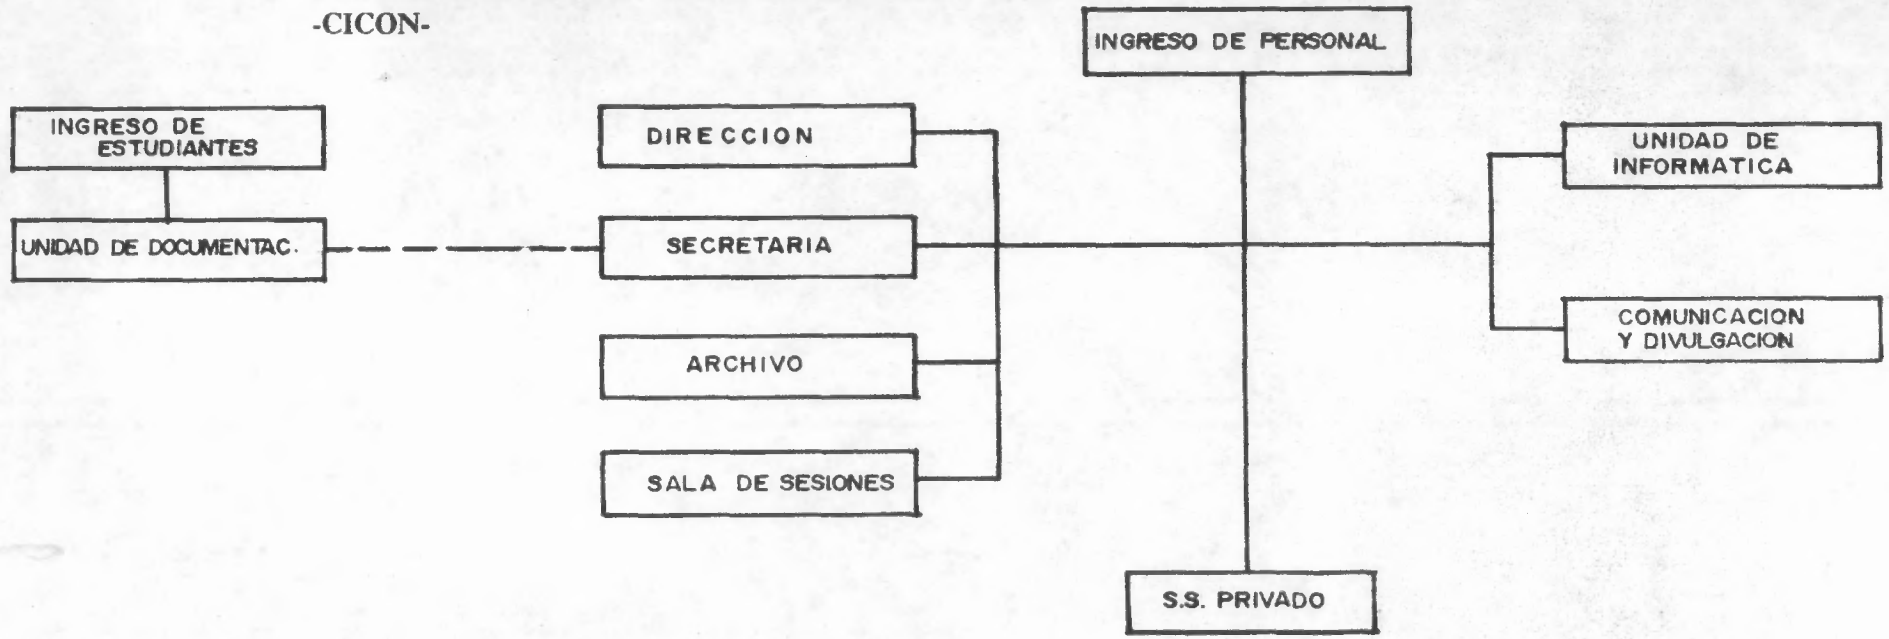 -CICON-
INGRESO DE PERSONAL
INGRESO DE
ESTUDIANTES
DIRECCION
UNIDAD DE
INFORMATICA
UNIDAD DE DOCUMENTAC.
SECRETARIA
COMUNICACION
Y DIVULGACION
ARCHIVO
SALA DE SESIONES
S.S. PRIVADO